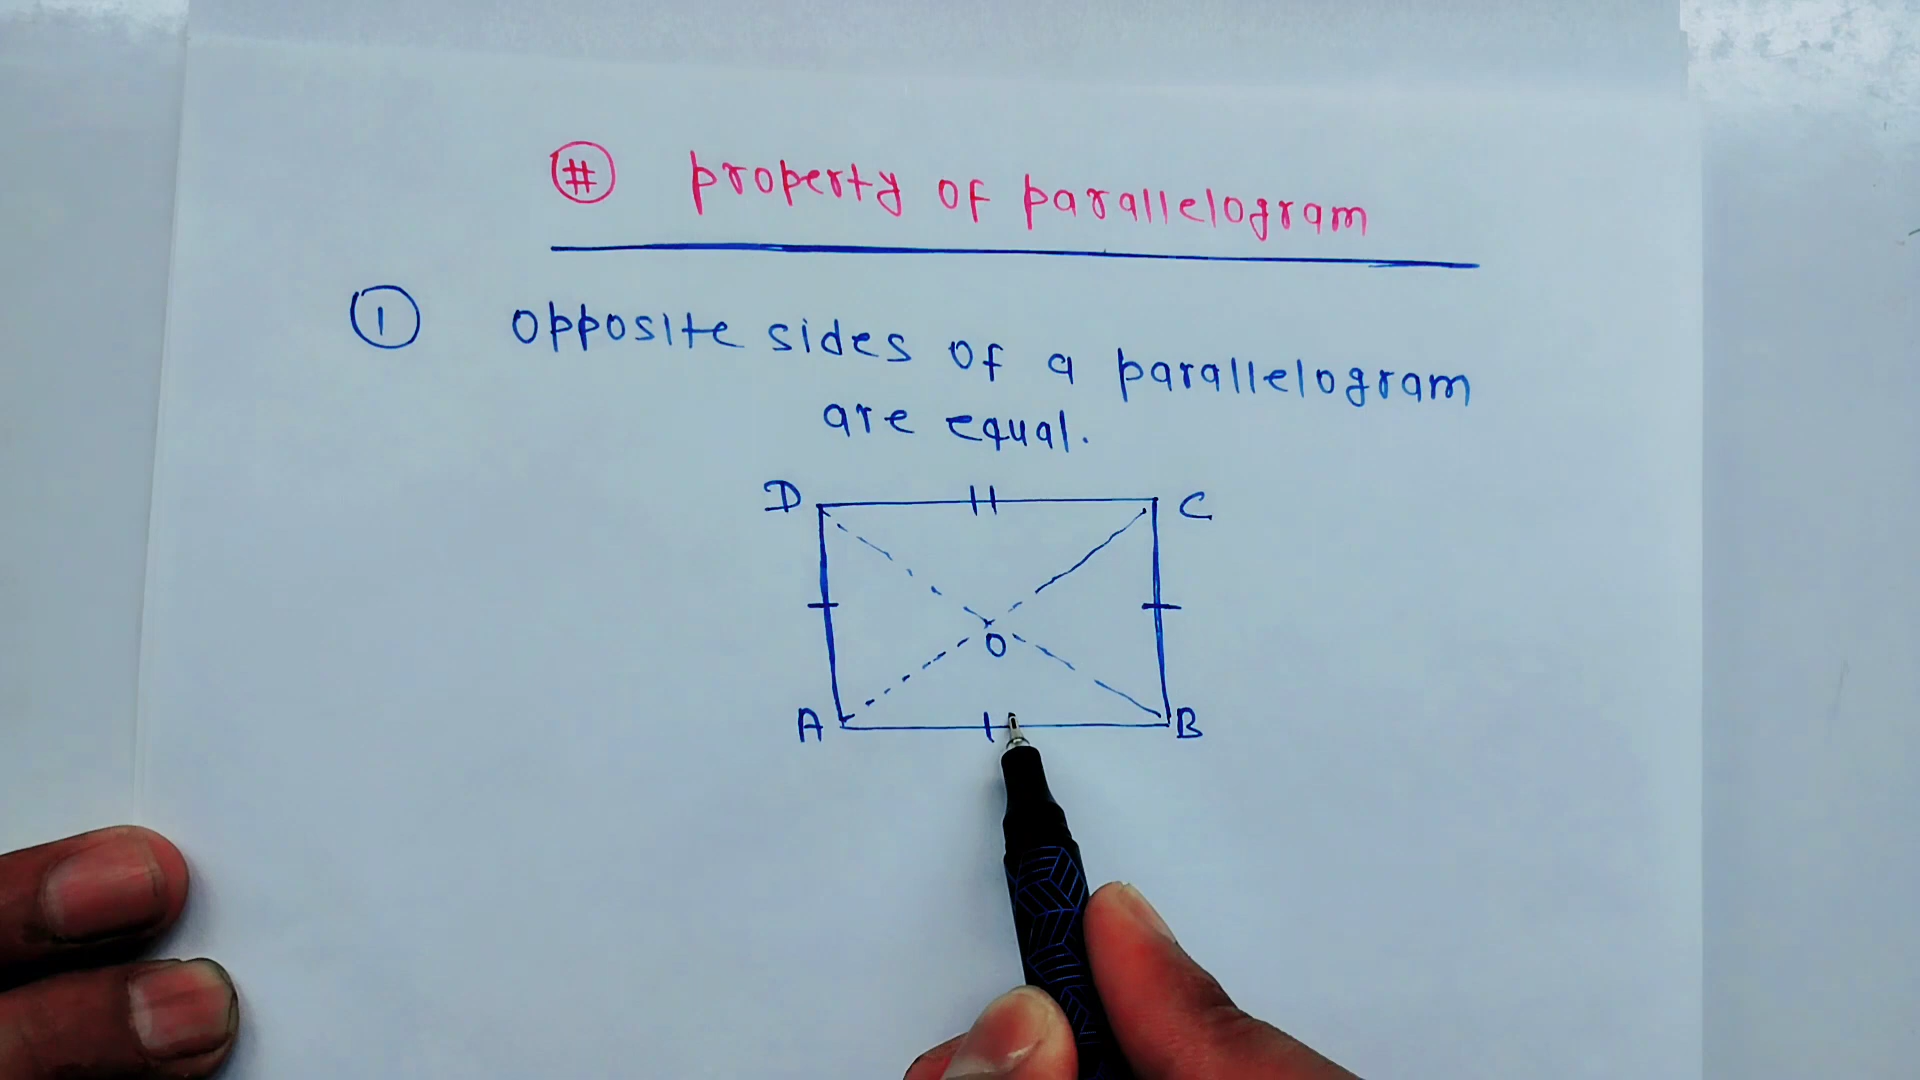 # property of parallelogram
1 opposite sides of a parallelogram
are equal.
D C
O
A B